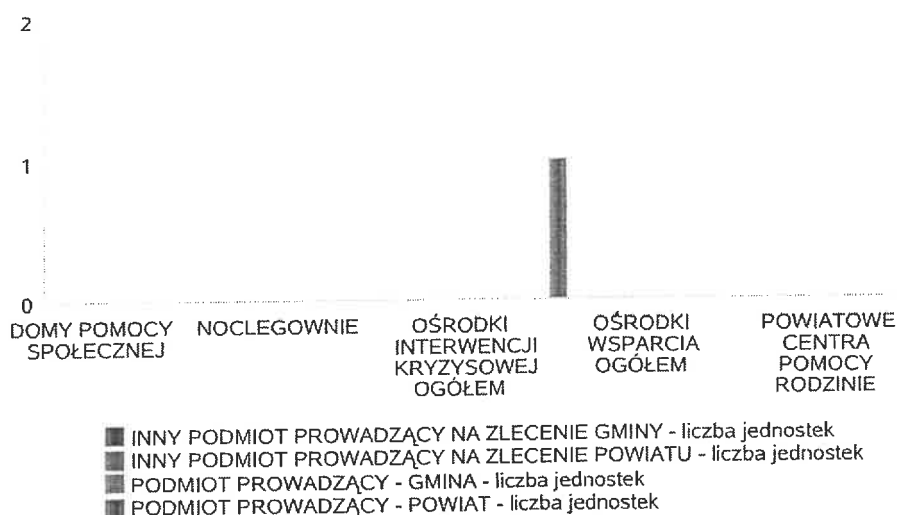 2
1
0
DOMY POMOCY
SPOŁECZNEJ
NOCLEGOWNIE
OŚRODKI
INTERWENCJI
KRYZYSOWEJ
OGÓŁEM
OŚRODKI
WSPARCIA
OGÓŁEM
POWIATOWE
CENTRA
POMOCY
RODZINIE
INNY PODMIOT PROWADZĄCY NA ZLECENIE GMINY - liczba jednostek
INNY PODMIOT PROWADZĄCY NA ZLECENIE POWIATU - liczba jednostek
PODMIOT PROWADZĄCY - GMINA - liczba jednostek
PODMIOT PROWADZĄCY - POWIAT - liczba jednostek